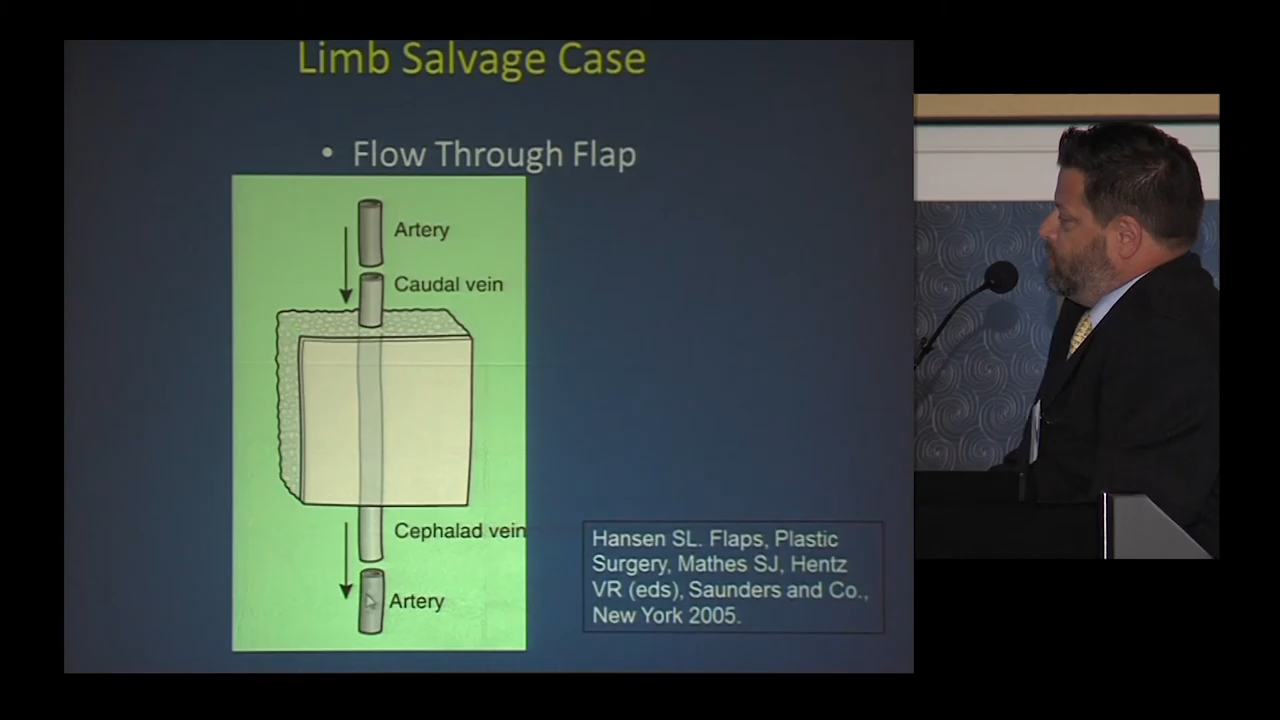 Limb Salvage Case
• Flow Through Flap
Artery
Caudal vein
Cephalad vein
Artery
Hansen SL. Flaps, Plastic
Surgery, Mathes SJ, Hentz
VR (eds), Saunders and Co.,
New York 2005.